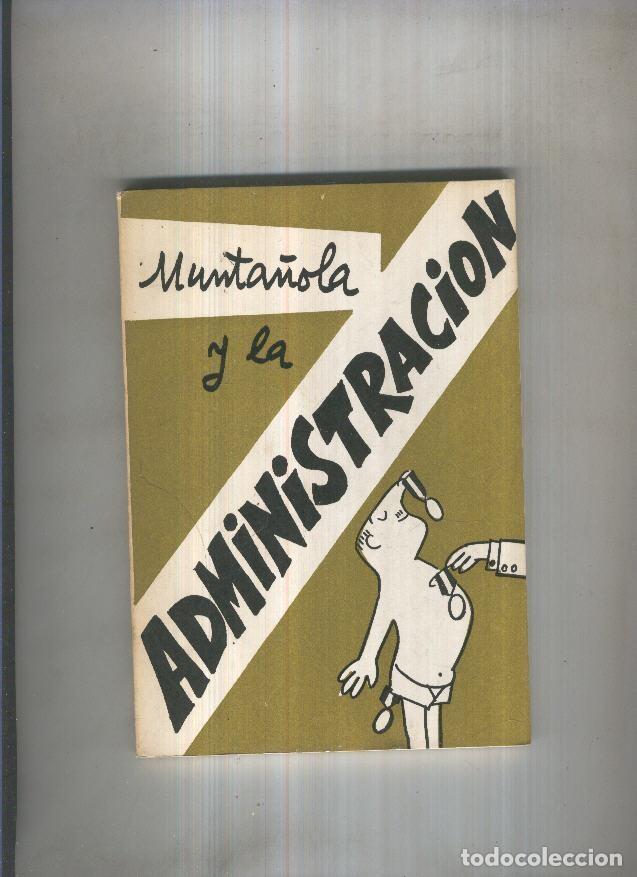 Muntañola
y la
ADMiNiSTRACioN
todocoleccion